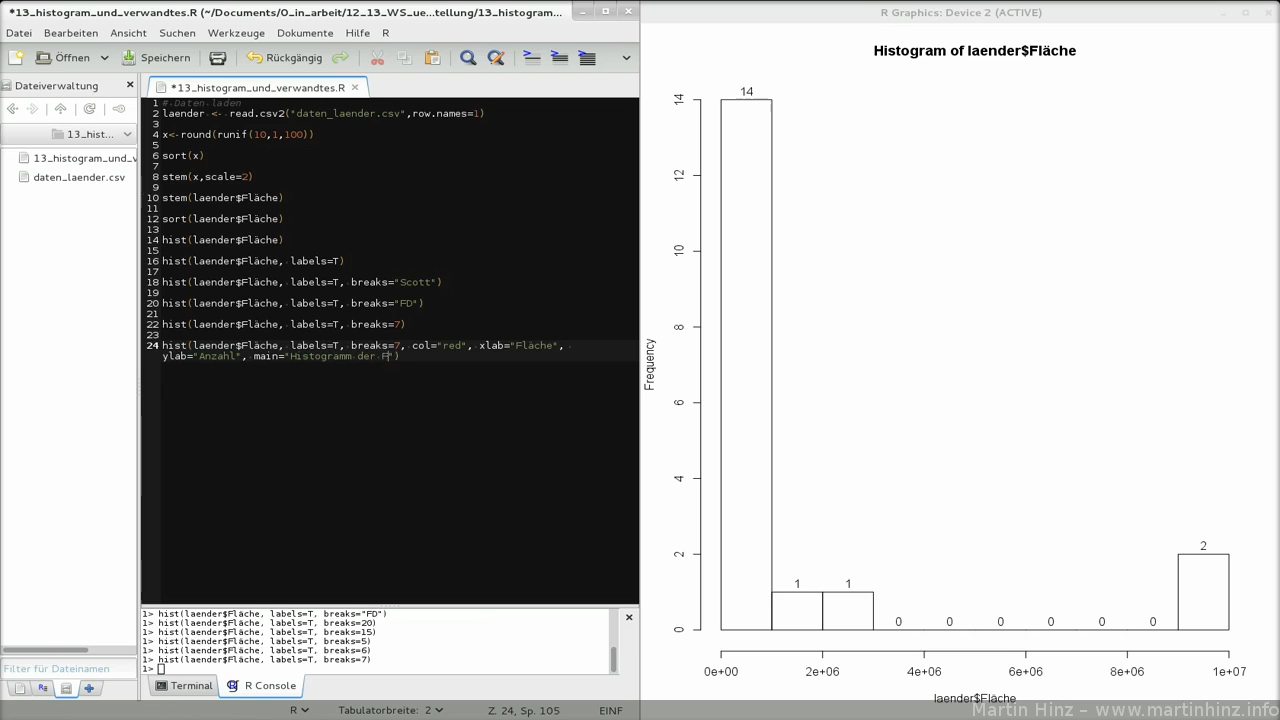 *13_histogram_und_verwandtes.R (~/Documents/O_in_arbeit/12_13_WS_ue...tellung/13_histogram...
Datei Bearbeiten Ansicht Suchen Werkzeuge Dokumente Hilfe R
Öffnen Speichern Rückgängig
Dateiverwaltung
13_hist...
13_histogram_und_v
daten_laender.csv
Filter für Dateinamen
*13_histogram_und_verwandtes.R
1 # Daten laden
2 laender <- read.csv2("daten_laender.csv",row.names=1)
3
4 x<-round(runif(10,1,100))
5
6 sort(x)
7
8 stem(x,scale=2)
9
10 stem(laender$Fläche)
11
12 sort(laender$Fläche)
13
14 hist(laender$Fläche)
15
16 hist(laender$Fläche, labels=T)
17
18 hist(laender$Fläche, labels=T, breaks="Scott")
19
20 hist(laender$Fläche, labels=T, breaks="FD")
21
22 hist(laender$Fläche, labels=T, breaks=7)
23
24 hist(laender$Fläche, labels=T, breaks=7, col="red", xlab="Fläche",
ylab="Anzahl", main="Histogramm der F")
1> hist(laender$Fläche, labels=T, breaks="FD")
1> hist(laender$Fläche, labels=T, breaks=20)
1> hist(laender$Fläche, labels=T, breaks=15)
1> hist(laender$Fläche, labels=T, breaks=5)
1> hist(laender$Fläche, labels=T, breaks=6)
1> hist(laender$Fläche, labels=T, breaks=7)
1>
Terminal R Console
R Tabulatorbreite: 2 Z. 24, Sp. 105 EINF
R Graphics: Device 2 (ACTIVE)
Histogram of laender$Fläche
Frequency
14
12
10
8
6
4
2
0
14
1 1 0 0 0 0 0 0 2
0e+00 2e+06 4e+06 6e+06 8e+06 1e+07
laender$Fläche
Martin Hinz - www.martinhinz.info